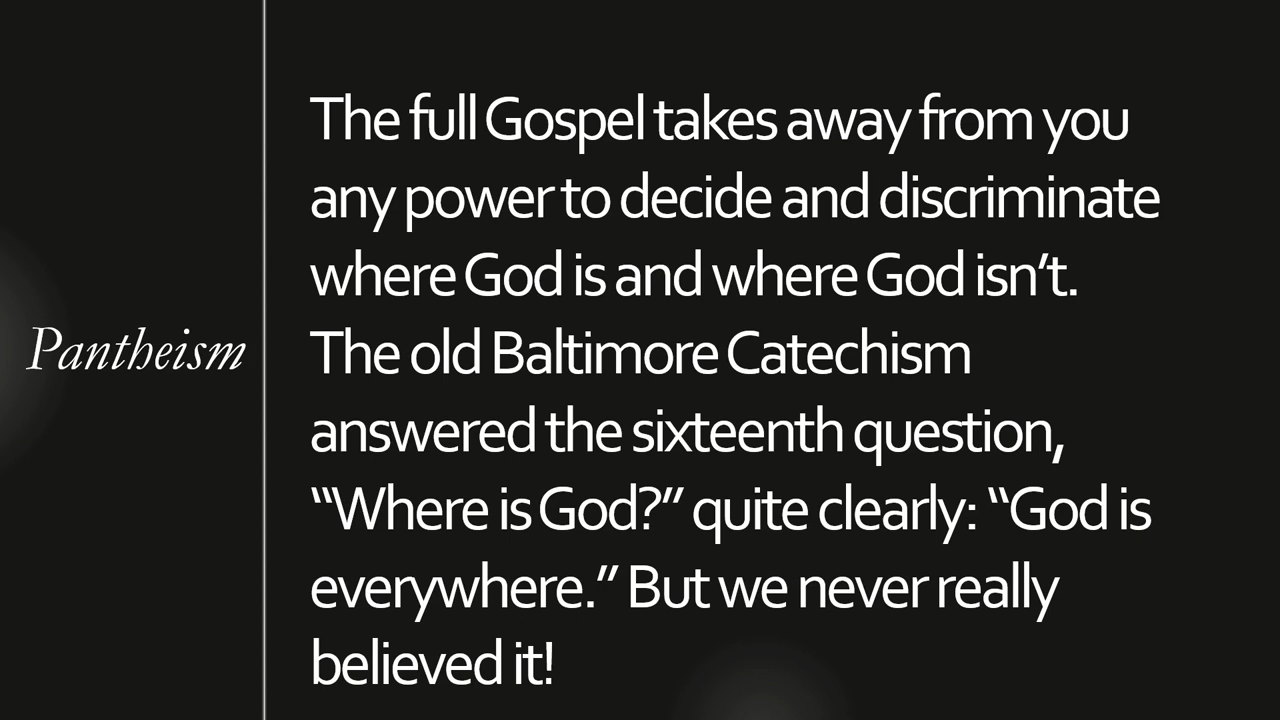 Pantheism
The full Gospel takes away from you
any power to decide and discriminate
where God is and where God isn’t.
The old Baltimore Catechism
answered the sixteenth question,
“Where is God?” quite clearly: “God is
everywhere.” But we never really
believed it!